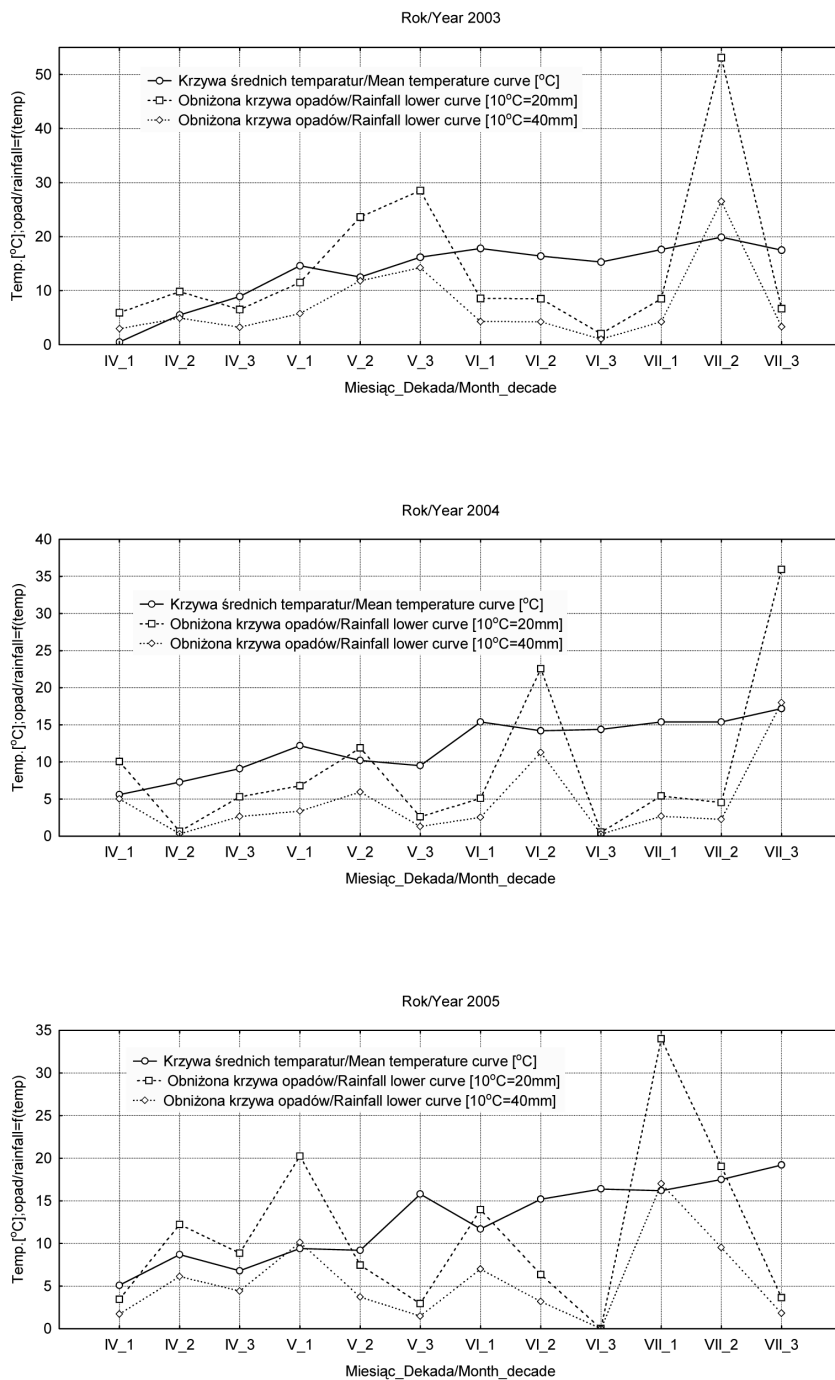 Rok/Year 2003
Temp.[°C];opad/rainfall=f(temp)
50
40
30
20
10
0
Krzywa średnich temparatur/Mean temperature curve [°C]
Obniżona krzywa opadów/Rainfall lower curve [10°C=20mm]
Obniżona krzywa opadów/Rainfall lower curve [10°C=40mm]
IV_1 IV_2 IV_3 V_1 V_2 V_3 VI_1 VI_2 VI_3 VII_1 VII_2 VII_3
Miesiąc_Dekada/Month_decade
Rok/Year 2004
Temp.[°C];opad/rainfall=f(temp)
40
35
30
25
20
15
10
5
0
Krzywa średnich temparatur/Mean temperature curve [°C]
Obniżona krzywa opadów/Rainfall lower curve [10°C=20mm]
Obniżona krzywa opadów/Rainfall lower curve [10°C=40mm]
IV_1 IV_2 IV_3 V_1 V_2 V_3 VI_1 VI_2 VI_3 VII_1 VII_2 VII_3
Miesiąc_Dekada/Month_decade
Rok/Year 2005
Temp.[°C];opad/rainfall=f(temp)
35
30
25
20
15
10
5
0
Krzywa średnich temparatur/Mean temperature curve [°C]
Obniżona krzywa opadów/Rainfall lower curve [10°C=20mm]
Obniżona krzywa opadów/Rainfall lower curve [10°C=40mm]
IV_1 IV_2 IV_3 V_1 V_2 V_3 VI_1 VI_2 VI_3 VII_1 VII_2 VII_3
Miesiąc_Dekada/Month_decade